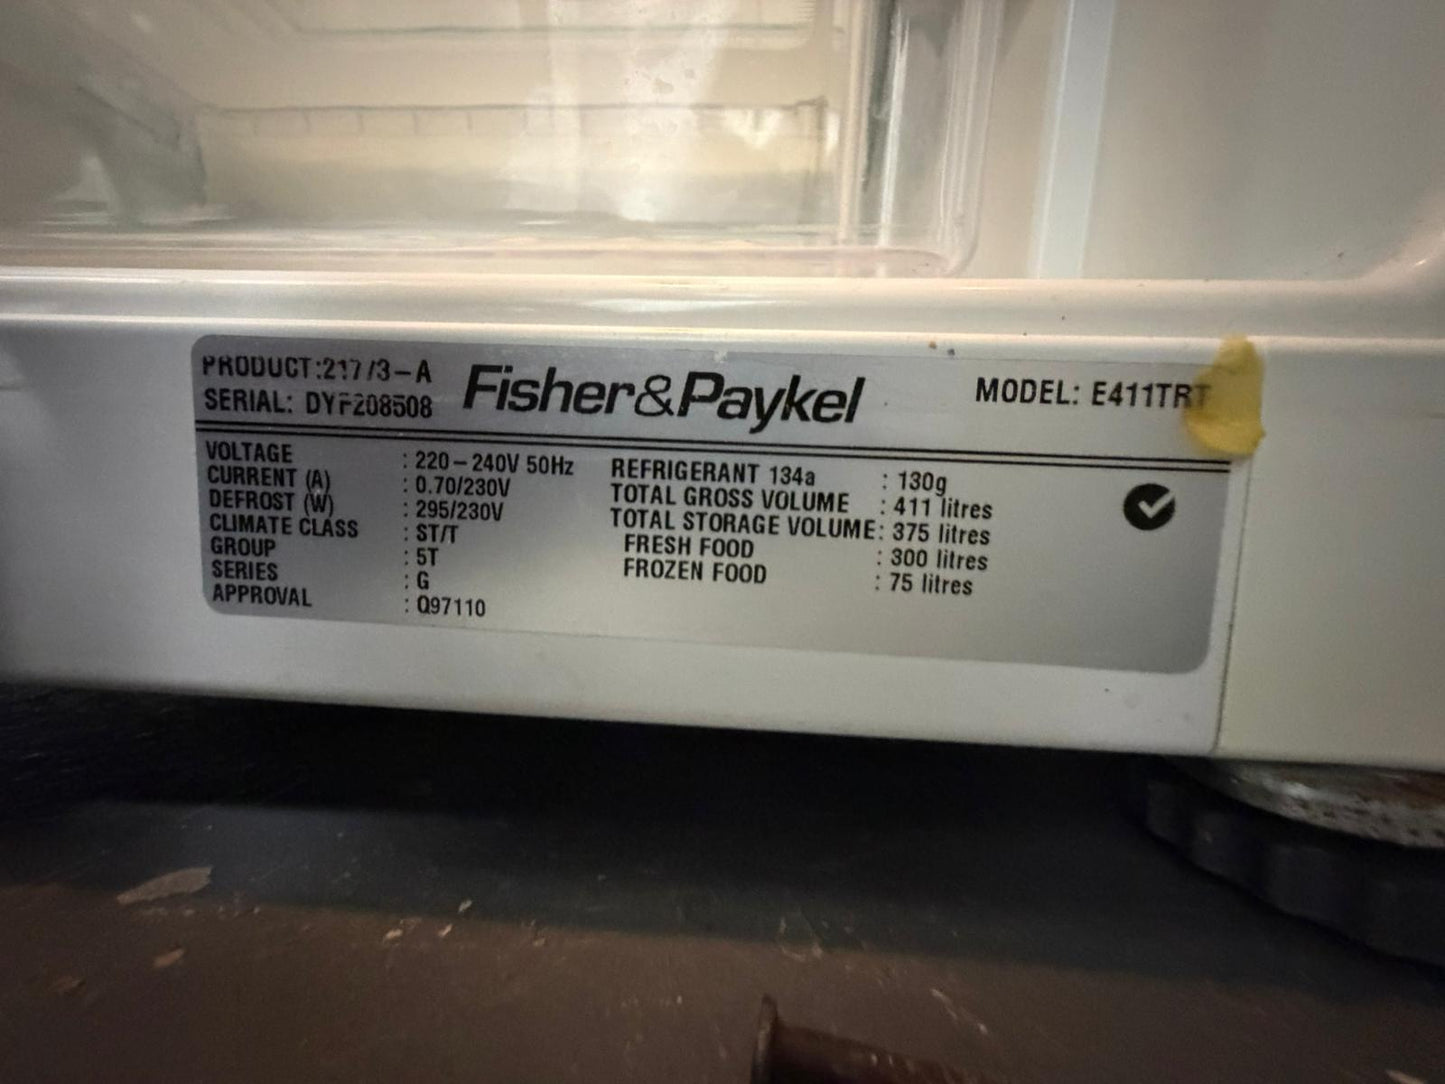 PRODUCT:21773-A
SERIAL: DYF208508
Fisher&Paykel
MODEL: E411TRT
VOLTAGE : 220-240V 50Hz
CURRENT (A) : 0.70/230V
DEFROST (W) : 295/230V
CLIMATE CLASS : ST/T
GROUP : 5T
SERIES : G
APPROVAL : Q97110
REFRIGERANT 134a : 130g
TOTAL GROSS VOLUME : 411 litres
TOTAL STORAGE VOLUME: 375 litres
FRESH FOOD : 300 litres
FROZEN FOOD : 75 litres